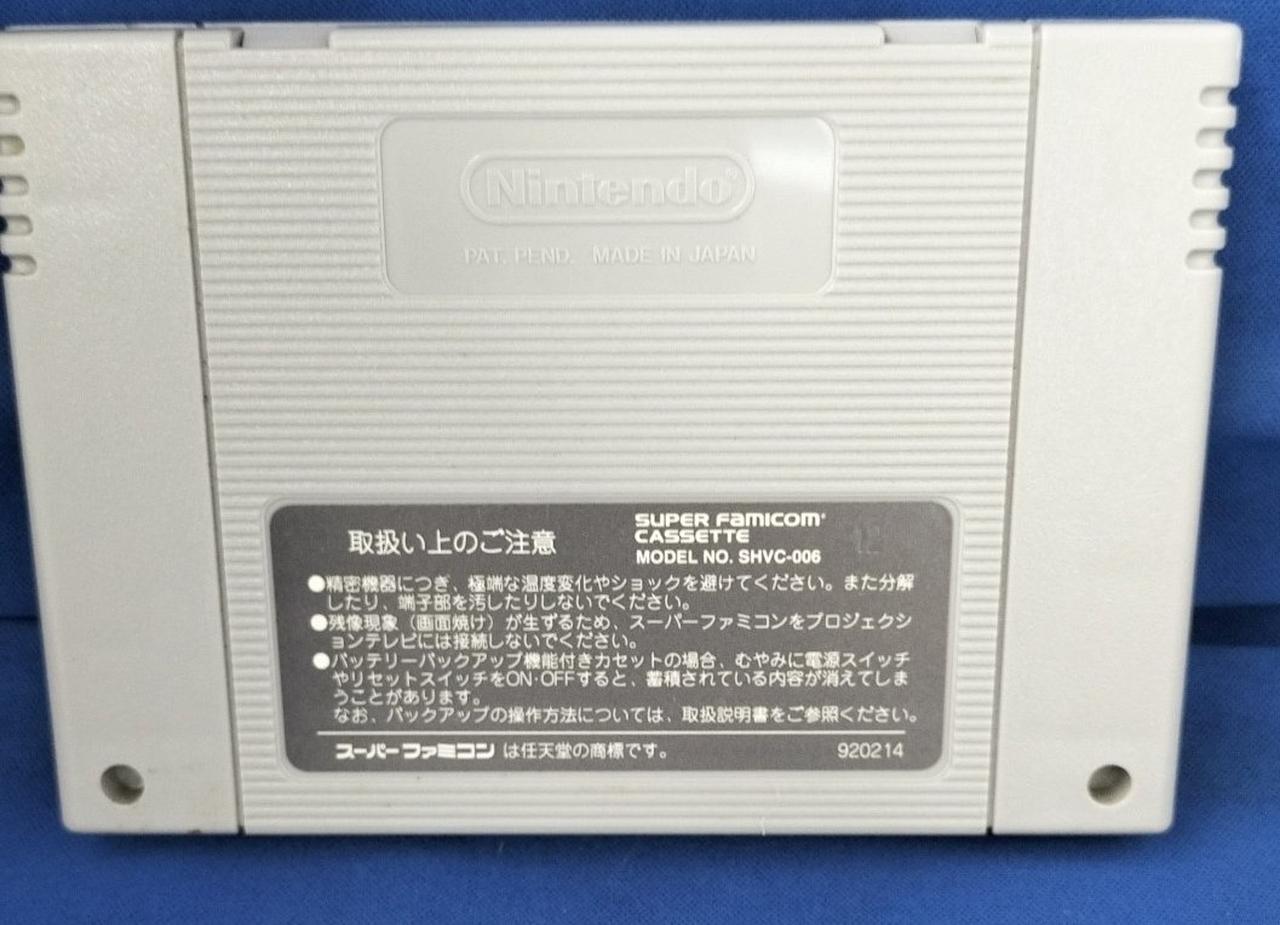 Nintendo®
PAT. PEND. MADE IN JAPAN
取扱い上のご注意
SUPER FAMICOM®
CASSETTE
MODEL NO. SHVC-006
12
●精密機器につき、極端な温度変化やショックを避けてください。また分解
したり、端子部を汚したりしないでください。
●残像現象（画面焼け）が生ずるため、スーパーファミコンをプロジェクシ
ョンテレビには接続しないでください。
●バッテリーバックアップ機能付きカセットの場合、むやみに電源スイッチ
やリセットスイッチをON·OFFすると、蓄積されている内容が消えてしま
うことがあります。
なお、バックアップの操作方法については、取扱説明書をご参照ください。
スーパーファミコン は任天堂の商標です。
920214